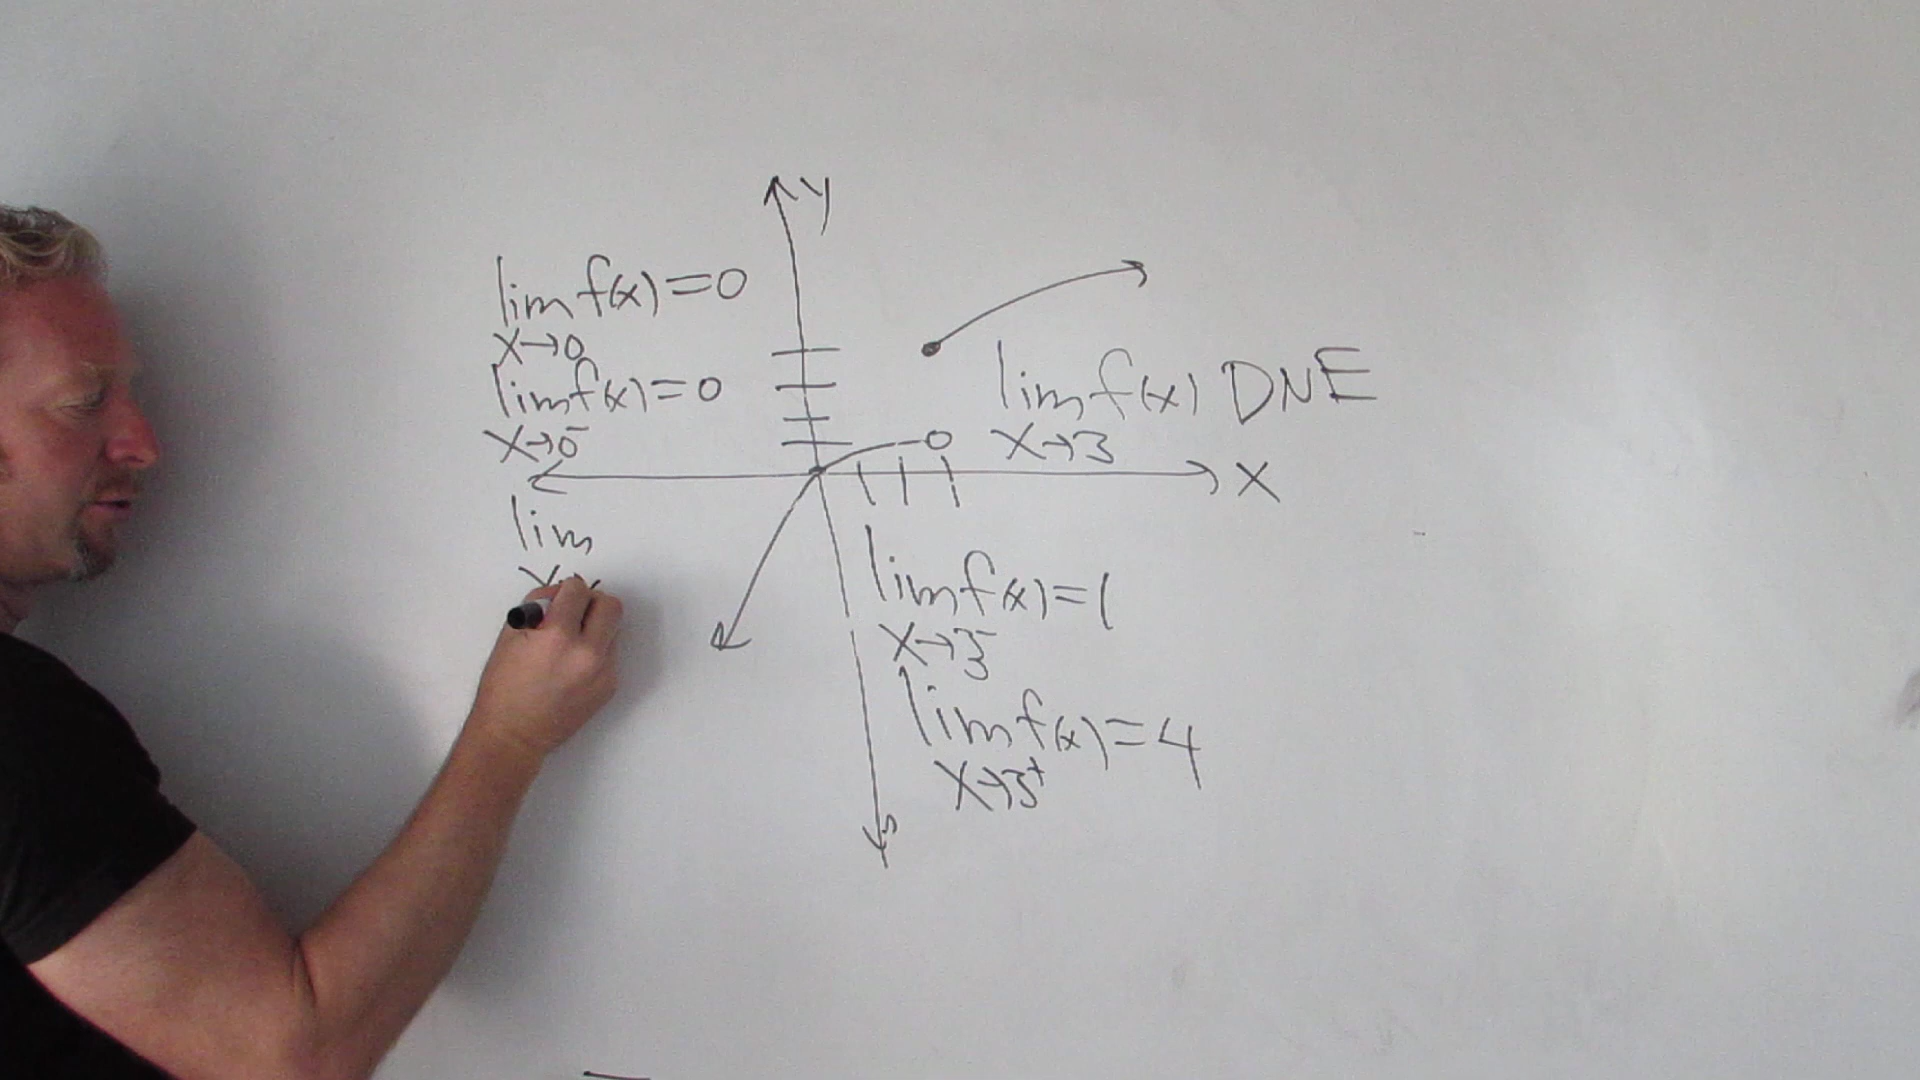 y
lim f(x) = 0
x→0
lim f(x) = 0
x→0⁻
lim f(x) DNE
x→3
x
lim
lim f(x) = 1
x→3⁻
lim f(x) = 4
x→3⁺